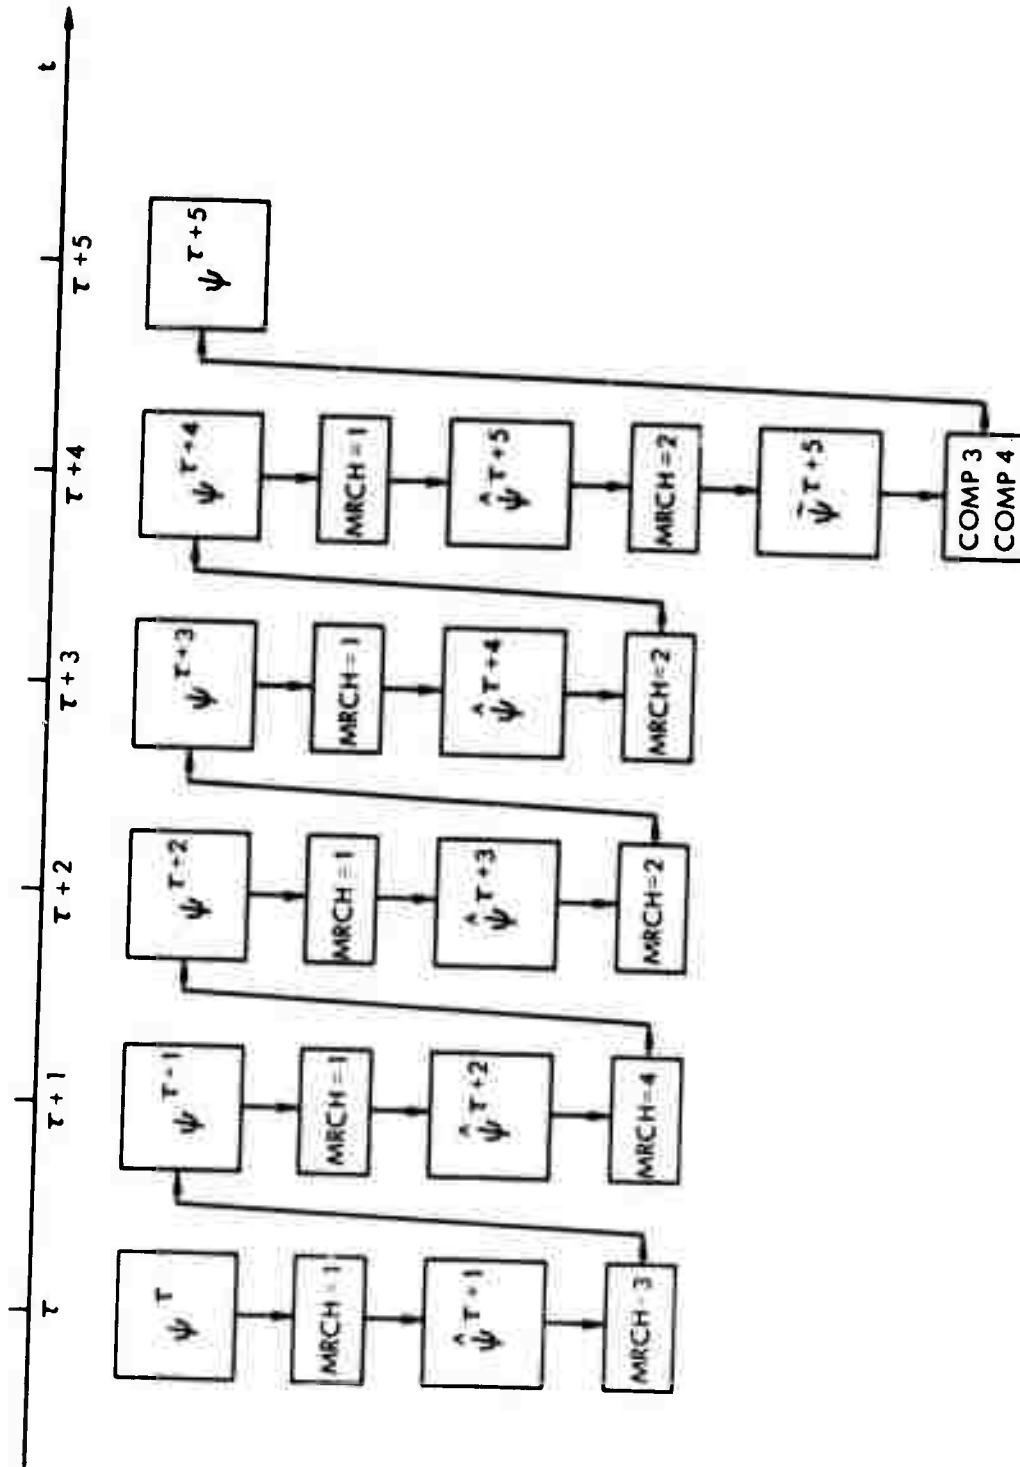 τ τ+1 τ+2 τ+3 τ+4 τ+5 t
ψ^τ
MRCH=1
ψ̂^τ+1
MRCH=3
ψ^τ+1
MRCH=1
ψ̂^τ+2
MRCH=4
ψ^τ+2
MRCH=1
ψ̂^τ+3
MRCH=2
ψ^τ+3
MRCH=1
ψ̂^τ+4
MRCH=2
ψ^τ+4
MRCH=1
ψ̂^τ+5
MRCH=2
ψ̃^τ+5
COMP 3
COMP 4
ψ^τ+5